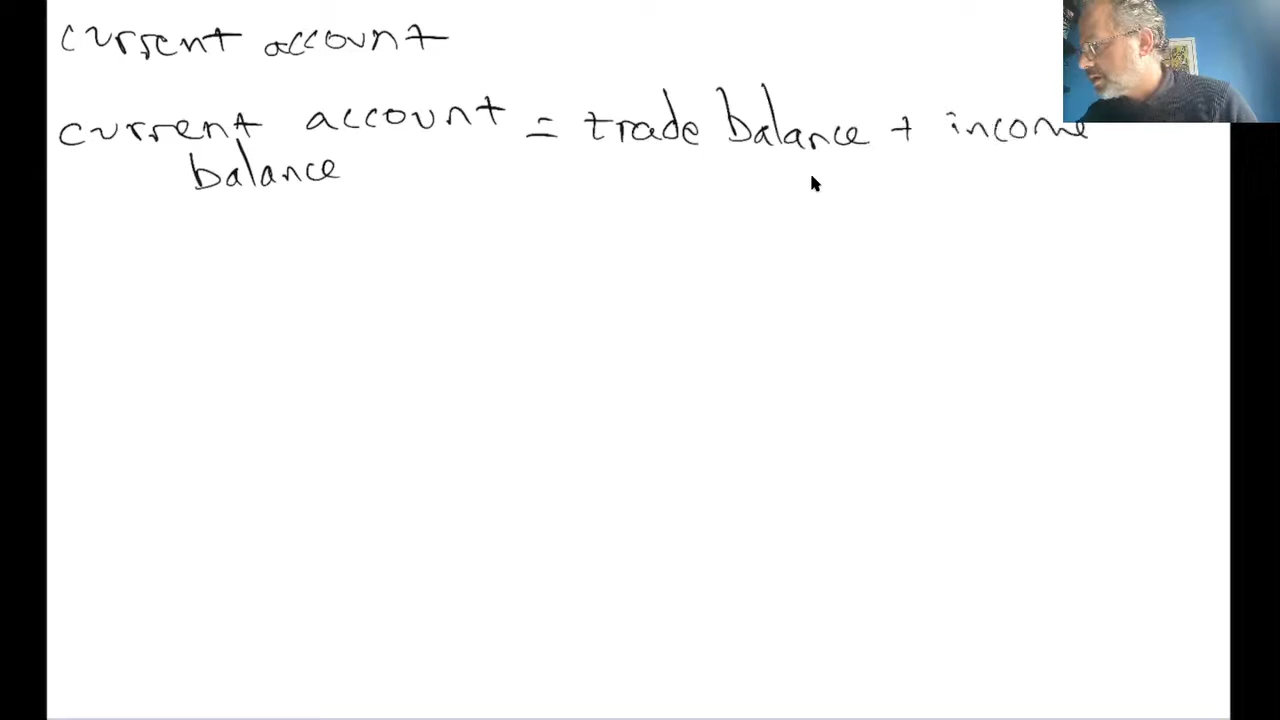 current account
current account = trade balance + income
balance